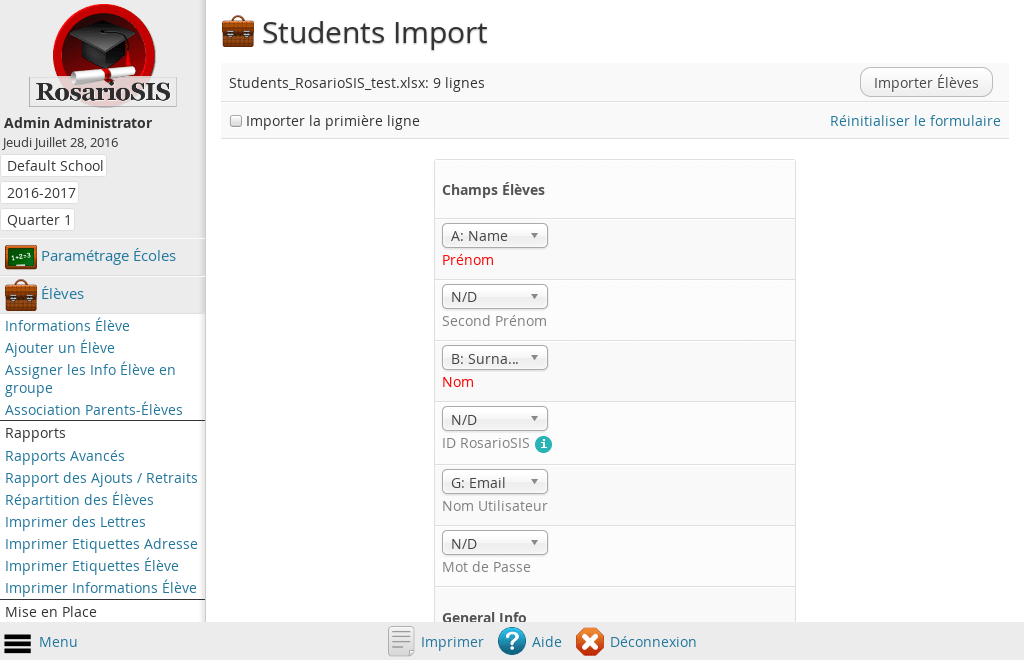 RosarioSIS
Admin Administrator
Jeudi Juillet 28, 2016
Default School
2016-2017
Quarter 1
1+2=3
Paramétrage Écoles
Élèves
Informations Élève
Ajouter un Élève
Assigner les Info Élève en
groupe
Association Parents-Élèves
Rapports
Rapports Avancés
Rapport des Ajouts / Retraits
Répartition des Élèves
Imprimer des Lettres
Imprimer Etiquettes Adresse
Imprimer Etiquettes Élève
Imprimer Informations Élève
Mise en Place
Students Import
Students_RosarioSIS_test.xlsx: 9 lignes
Importer Élèves
Importer la primière ligne
Réinitialiser le formulaire
Champs Élèves
A: Name
Prénom
N/D
Second Prénom
B: Surna...
Nom
N/D
ID RosarioSIS i
G: Email
Nom Utilisateur
N/D
Mot de Passe
General Info
Menu
Imprimer
? Aide
Déconnexion